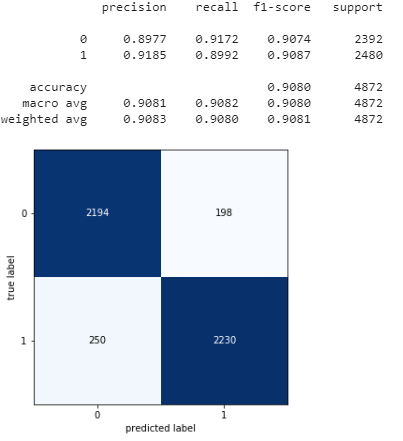 precision recall f1-score support
0 0.8977 0.9172 0.9074 2392
1 0.9185 0.8992 0.9087 2480
accuracy 0.9080 4872
macro avg 0.9081 0.9082 0.9080 4872
weighted avg 0.9083 0.9080 0.9081 4872
0 2194 198
true label
1 250 2230
0 1
predicted label